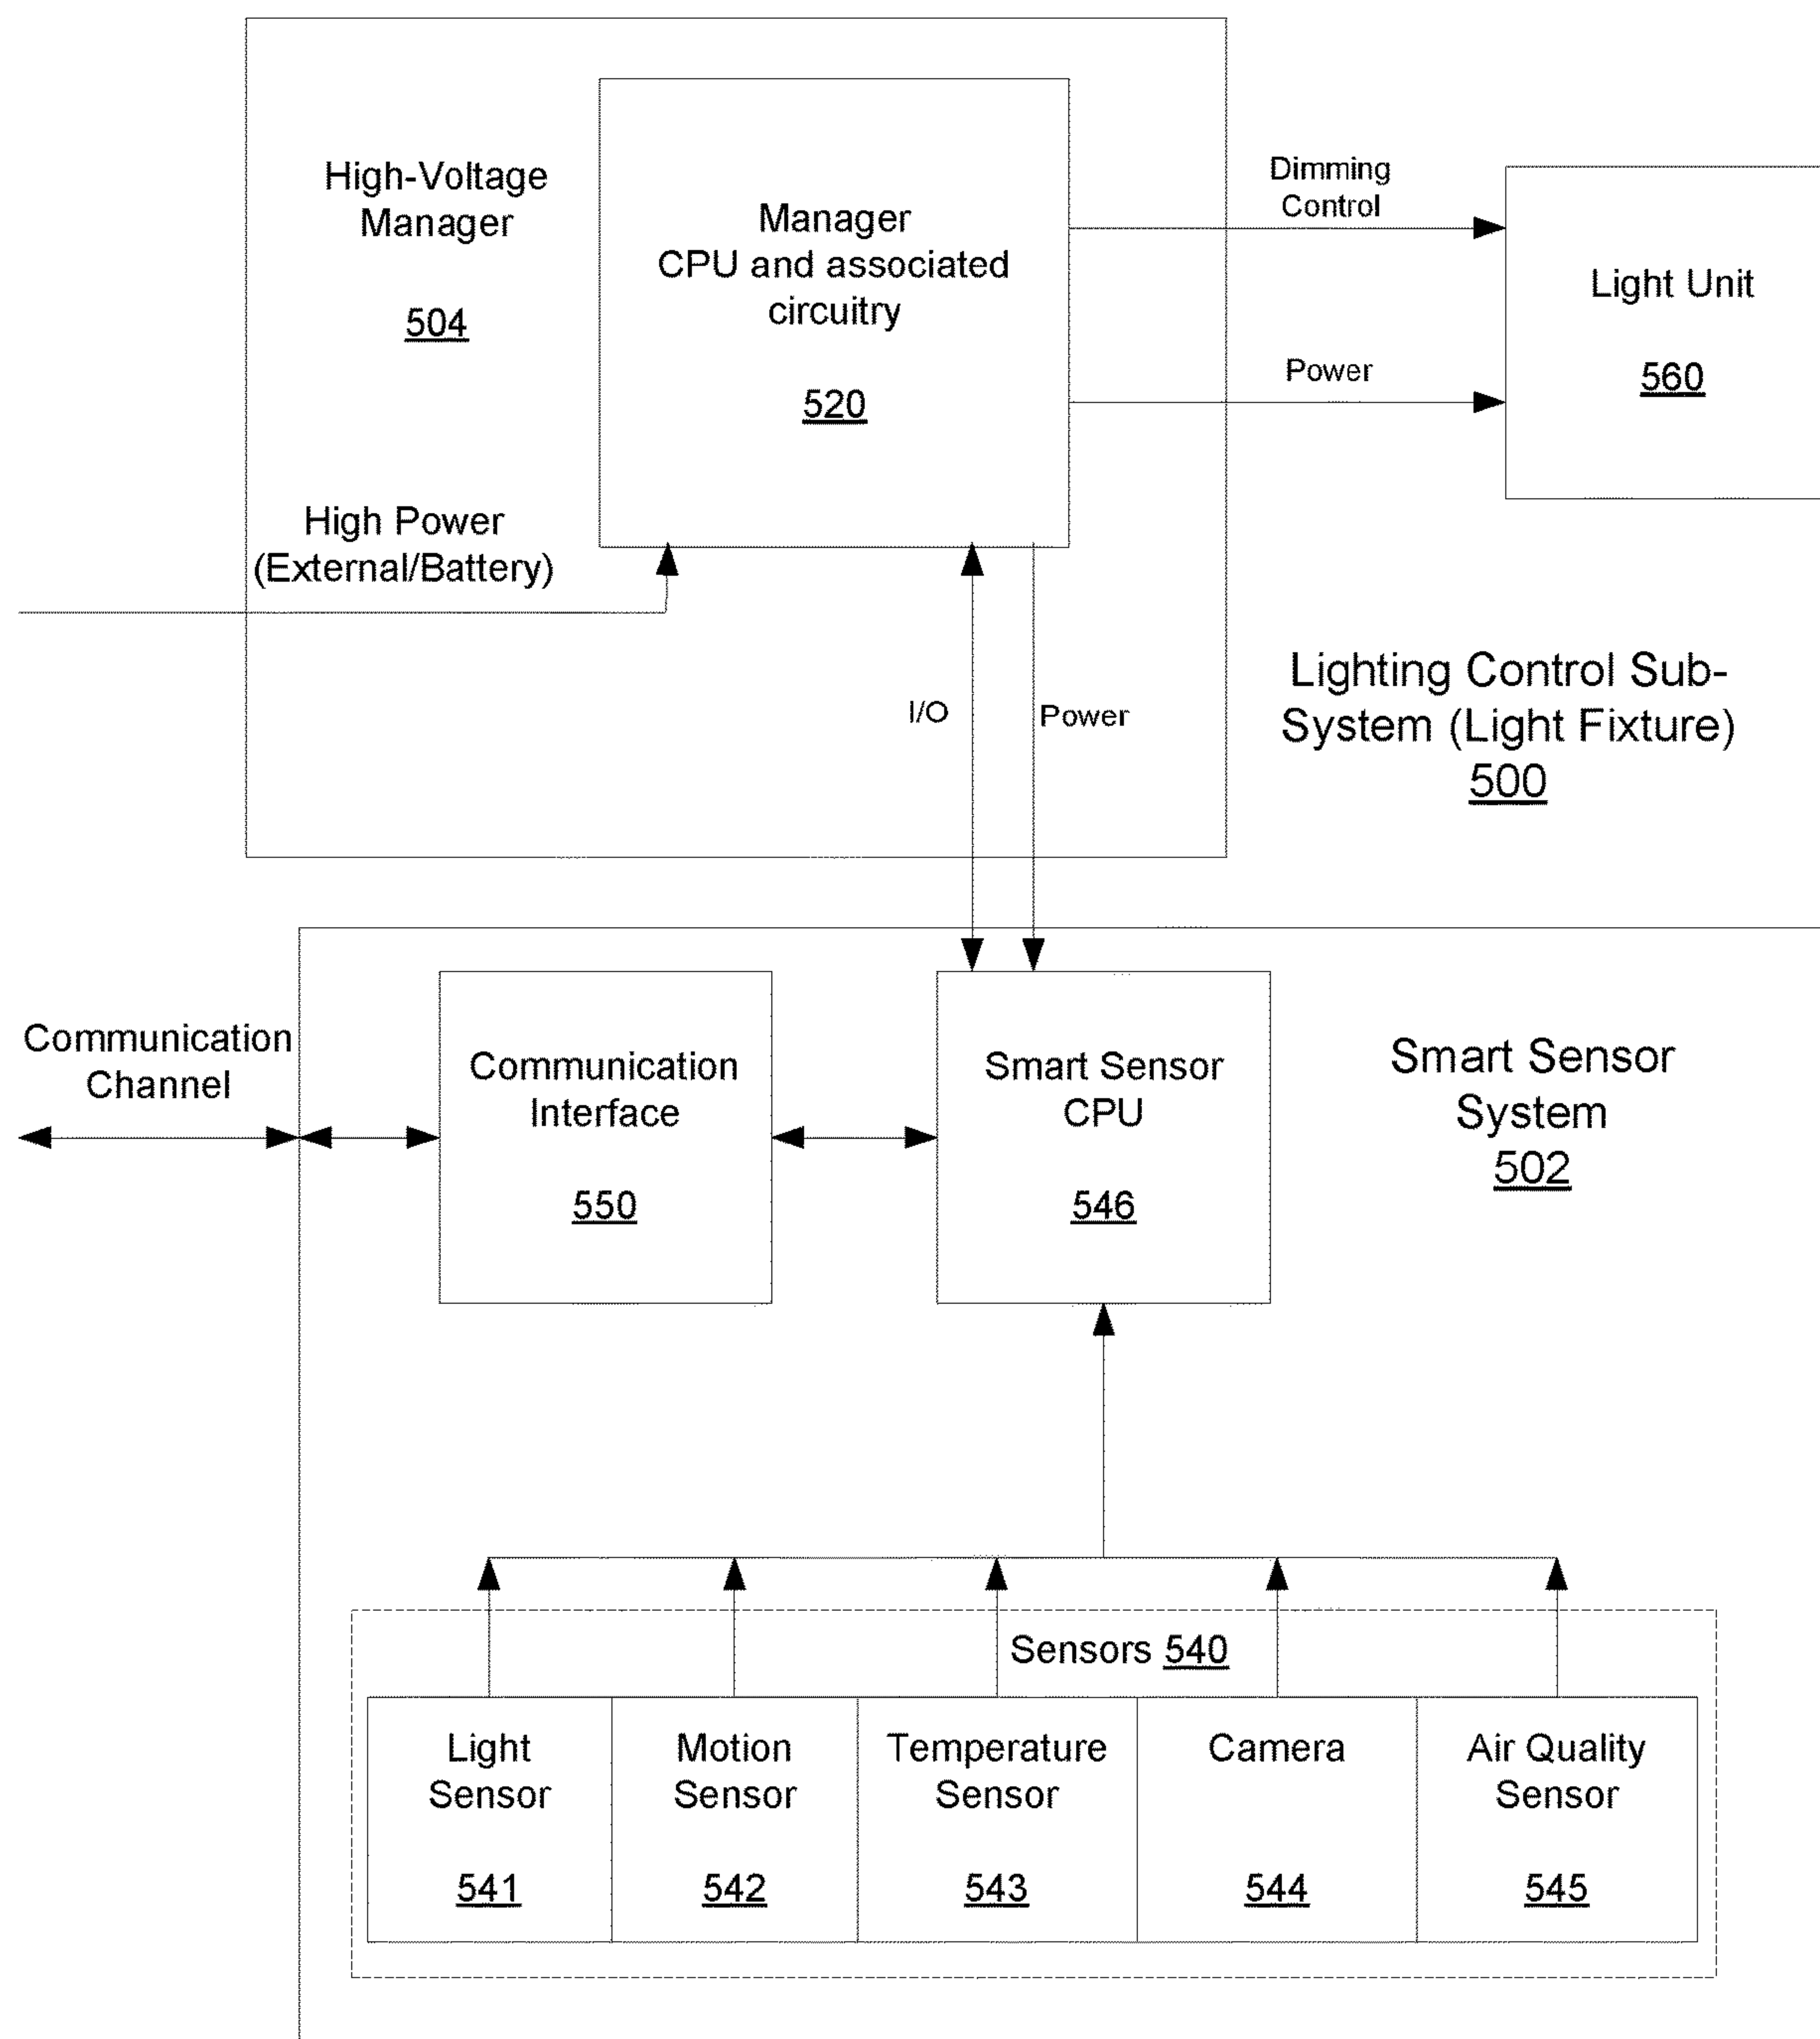 High-Voltage
Manager
504
Manager
CPU and associated
circuitry
520
Dimming
Control
Power
Light Unit
560
High Power
(External/Battery)
I/O
Power
Lighting Control Sub-
System (Light Fixture)
500
Communication
Channel
Communication
Interface
550
Smart Sensor
CPU
546
Smart Sensor
System
502
Sensors 540
Light
Sensor
541
Motion
Sensor
542
Temperature
Sensor
543
Camera
544
Air Quality
Sensor
545